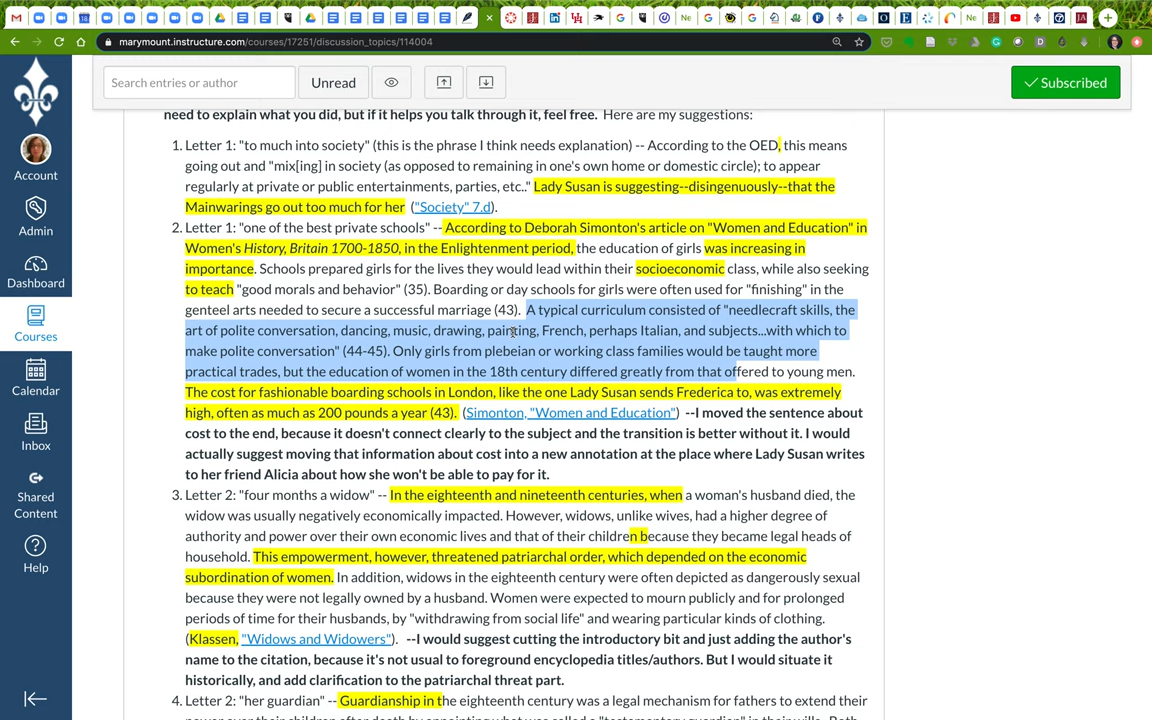 marymount.instructure.com/courses/17251/discussion_topics/114004
Search entries or author
Unread
Subscribed
Account
Admin
Dashboard
Courses
Calendar
Inbox
Shared
Content
Help
need to explain what you did, but if it helps you talk through it, feel free. Here are my suggestions:
1. Letter 1: "to much into society" (this is the phrase I think needs explanation) -- According to the OED, this means
going out and "mix[ing] in society (as opposed to remaining in one's own home or domestic circle); to appear
regularly at private or public entertainments, parties, etc.." Lady Susan is suggesting--disingenuously--that the
Mainwarings go out too much for her ("Society" 7.d).
2. Letter 1: "one of the best private schools" -- According to Deborah Simonton's article on "Women and Education" in
Women's History, Britain 1700-1850, in the Enlightenment period, the education of girls was increasing in
importance. Schools prepared girls for the lives they would lead within their socioeconomic class, while also seeking
to teach "good morals and behavior" (35). Boarding or day schools for girls were often used for "finishing" in the
genteel arts needed to secure a successful marriage (43). A typical curriculum consisted of "needlecraft skills, the
art of polite conversation, dancing, music, drawing, painting, French, perhaps Italian, and subjects...with which to
make polite conversation" (44-45). Only girls from plebeian or working class families would be taught more
practical trades, but the education of women in the 18th century differed greatly from that offered to young men.
The cost for fashionable boarding schools in London, like the one Lady Susan sends Frederica to, was extremely
high, often as much as 200 pounds a year (43). (Simonton, "Women and Education") --I moved the sentence about
cost to the end, because it doesn't connect clearly to the subject and the transition is better without it. I would
actually suggest moving that information about cost into a new annotation at the place where Lady Susan writes
to her friend Alicia about how she won't be able to pay for it.
3. Letter 2: "four months a widow" -- In the eighteenth and nineteenth centuries, when a woman's husband died, the
widow was usually negatively economically impacted. However, widows, unlike wives, had a higher degree of
authority and power over their own economic lives and that of their children because they became legal heads of
household. This empowerment, however, threatened patriarchal order, which depended on the economic
subordination of women. In addition, widows in the eighteenth century were often depicted as dangerously sexual
because they were not legally owned by a husband. Women were expected to mourn publicly and for prolonged
periods of time for their husbands, by "withdrawing from social life" and wearing particular kinds of clothing.
(Klassen, "Widows and Widowers"). --I would suggest cutting the introductory bit and just adding the author's
name to the citation, because it's not usual to foreground encyclopedia titles/authors. But I would situate it
historically, and add clarification to the patriarchal threat part.
4. Letter 2: "her guardian" -- Guardianship in the eighteenth century was a legal mechanism for fathers to extend their